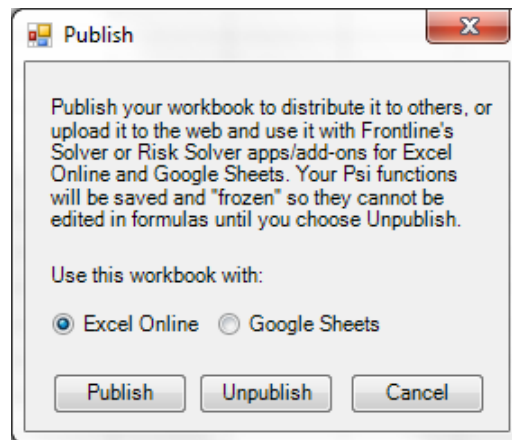 Publish
Publish your workbook to distribute it to others, or
upload it to the web and use it with Frontline's
Solver or Risk Solver apps/add-ons for Excel
Online and Google Sheets. Your Psi functions
will be saved and "frozen" so they cannot be
edited in formulas until you choose Unpublish.
Use this workbook with:
Excel Online Google Sheets
Publish Unpublish Cancel